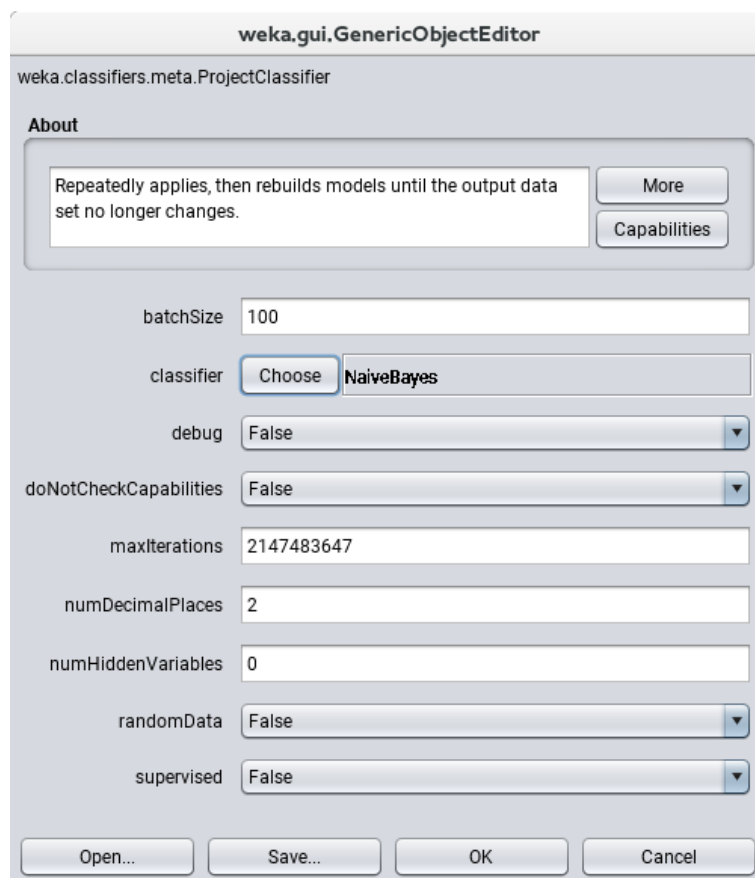 weka.gui.GenericObjectEditor
weka.classifiers.meta.ProjectClassifier
About
Repeatedly applies, then rebuilds models until the output data
set no longer changes.
More
Capabilities
batchSize 100
classifier Choose NaiveBayes
debug False
doNotCheckCapabilities False
maxIterations 2147483647
numDecimalPlaces 2
numHiddenVariables 0
randomData False
supervised False
Open... Save... OK Cancel